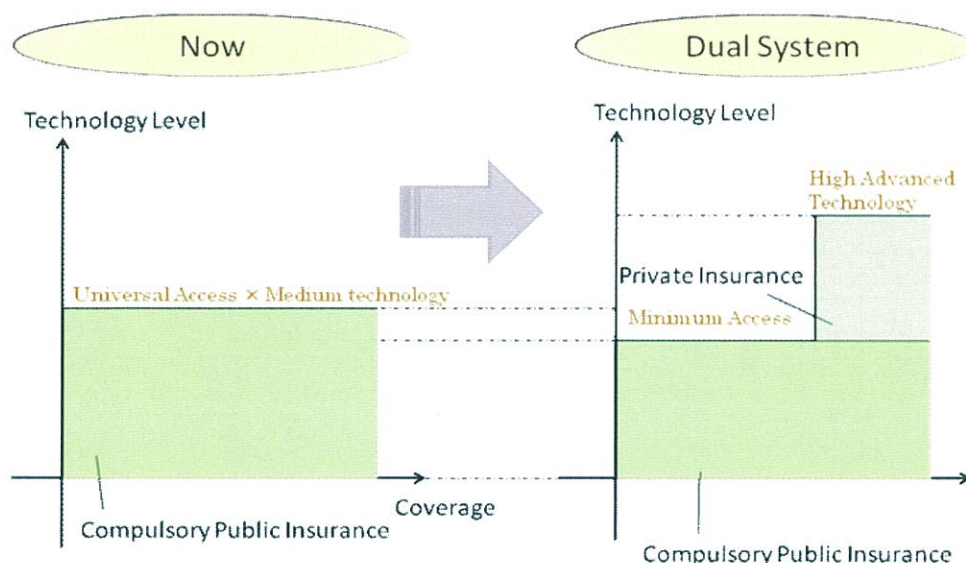 Now
Dual System
Technology Level
Technology Level
High Advanced
Technology
Private Insurance
Universal Access × Medium technology
Minimum Access
Coverage
Compulsory Public Insurance
Compulsory Public Insurance